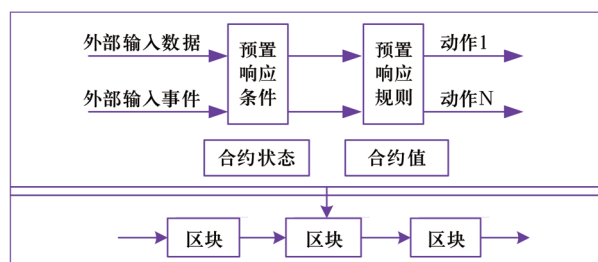 外部输入数据
外部输入事件
预置
响应
条件
预置
响应
规则
动作1
动作N
合约状态
合约值
区块
区块
区块